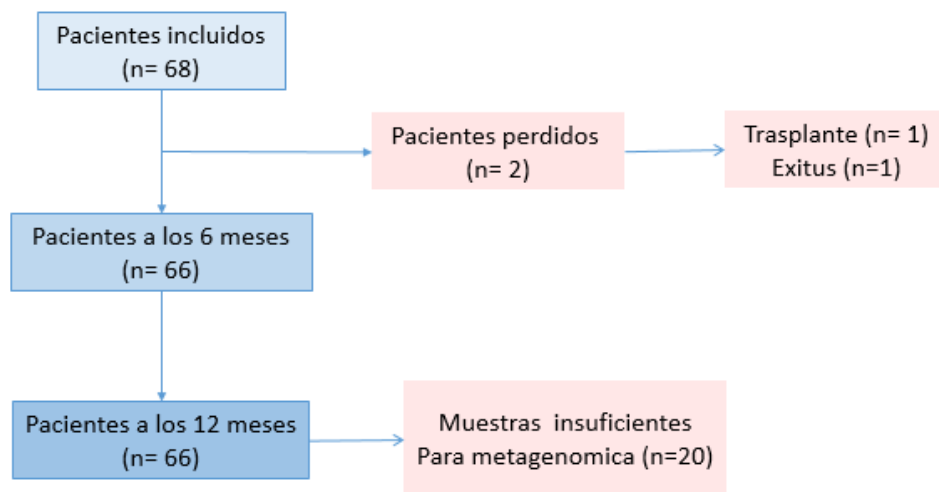 Pacientes incluidos
(n= 68)
Pacientes perdidos
(n= 2)
Trasplante (n= 1)
Exitus (n=1)
Pacientes a los 6 meses
(n= 66)
Pacientes a los 12 meses
(n= 66)
Muestras  insuficientes
Para metagenomica (n=20)